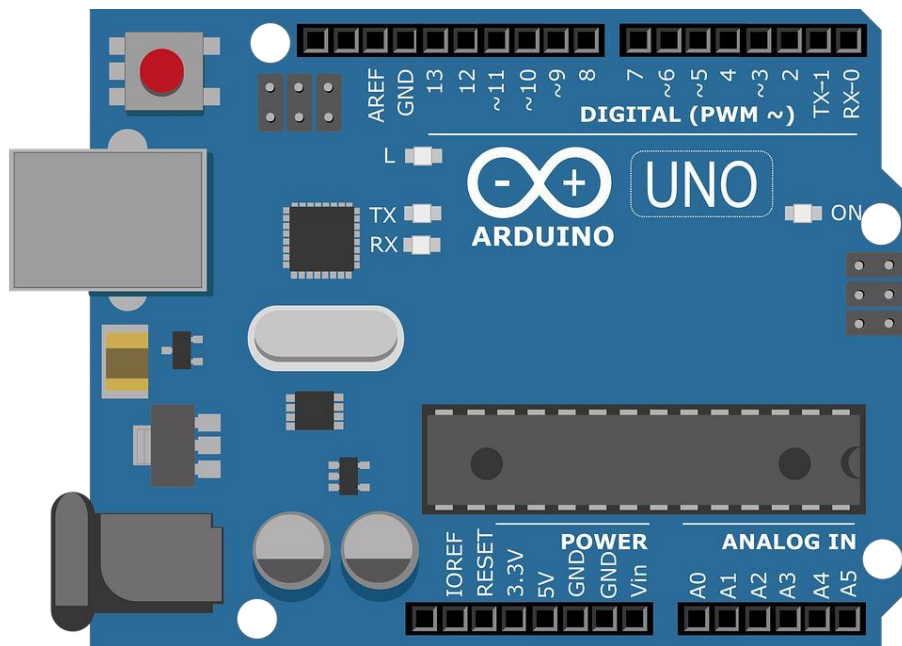 AREF
GND
13
12
~11
~10
~9
8
7
~6
~5
4
~3
2
TX→1
RX→0
DIGITAL (PWM ~)
L
TX
RX
- +
ARDUINO
UNO
ON
POWER
ANALOG IN
IOREF
RESET
3.3V
5V
GND
GND
Vin
A0
A1
A2
A3
A4
A5